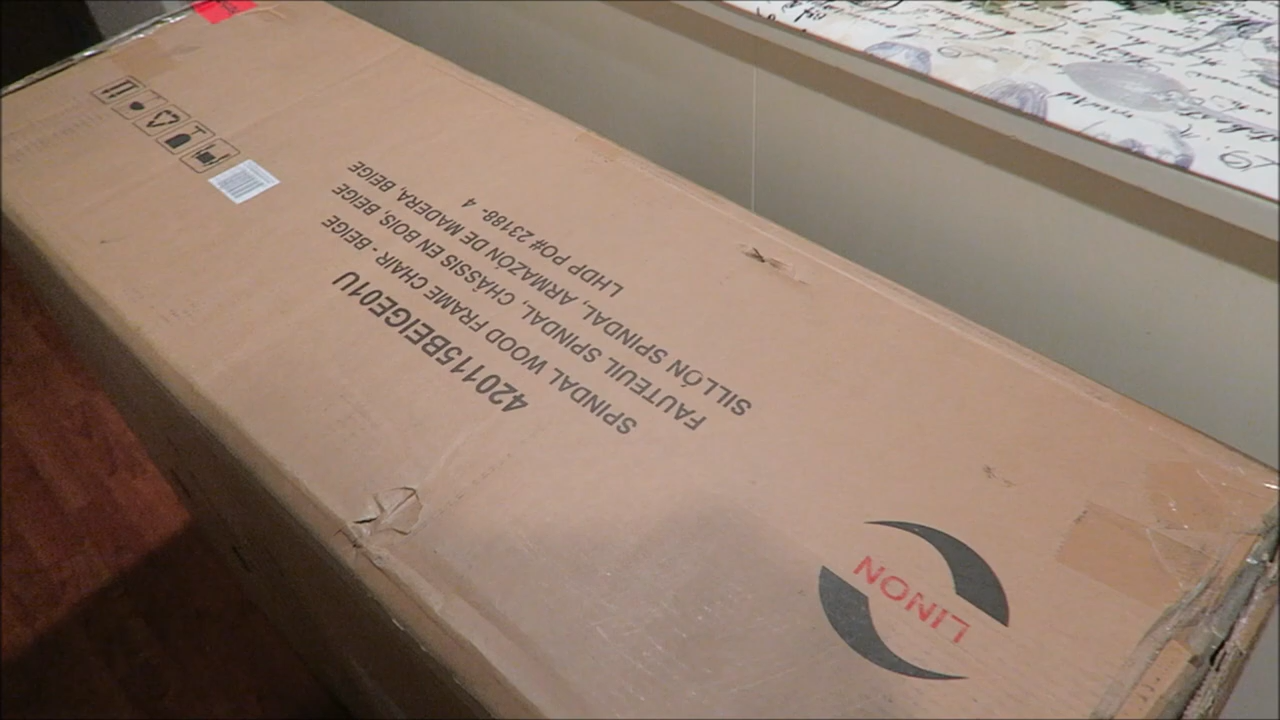 LINON
420115BEIGE01U
SPINDAL WOOD FRAME CHAIR - BEIGE
FAUTEUIL SPINDAL, CHÂSSIS EN BOIS, BEIGE
SILLÓN SPINDAL, ARMAZÓN DE MADERA, BEIGE
LHDP PO# 23188- 4